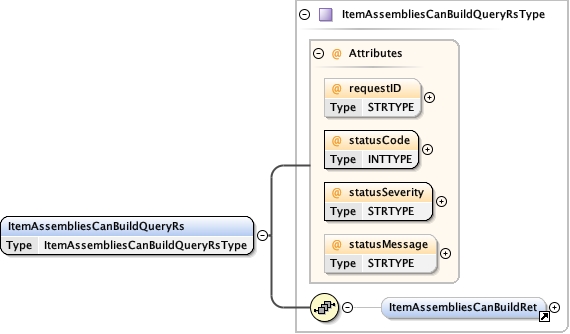 ItemAssembliesCanBuildQueryRsType
@ Attributes
@ requestID
Type STRTYPE
@ statusCode
Type INTTYPE
@ statusSeverity
Type STRTYPE
ItemAssembliesCanBuildQueryRs
Type ItemAssembliesCanBuildQueryRsType
@ statusMessage
Type STRTYPE
ItemAssembliesCanBuildRet